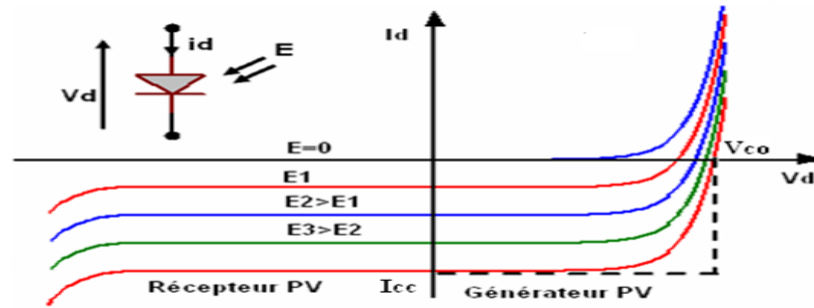 Id
id
E
Vd
E=0
Vco
Vd
E1
E2>E1
E3>E2
Récepteur PV
Icc
Générateur PV